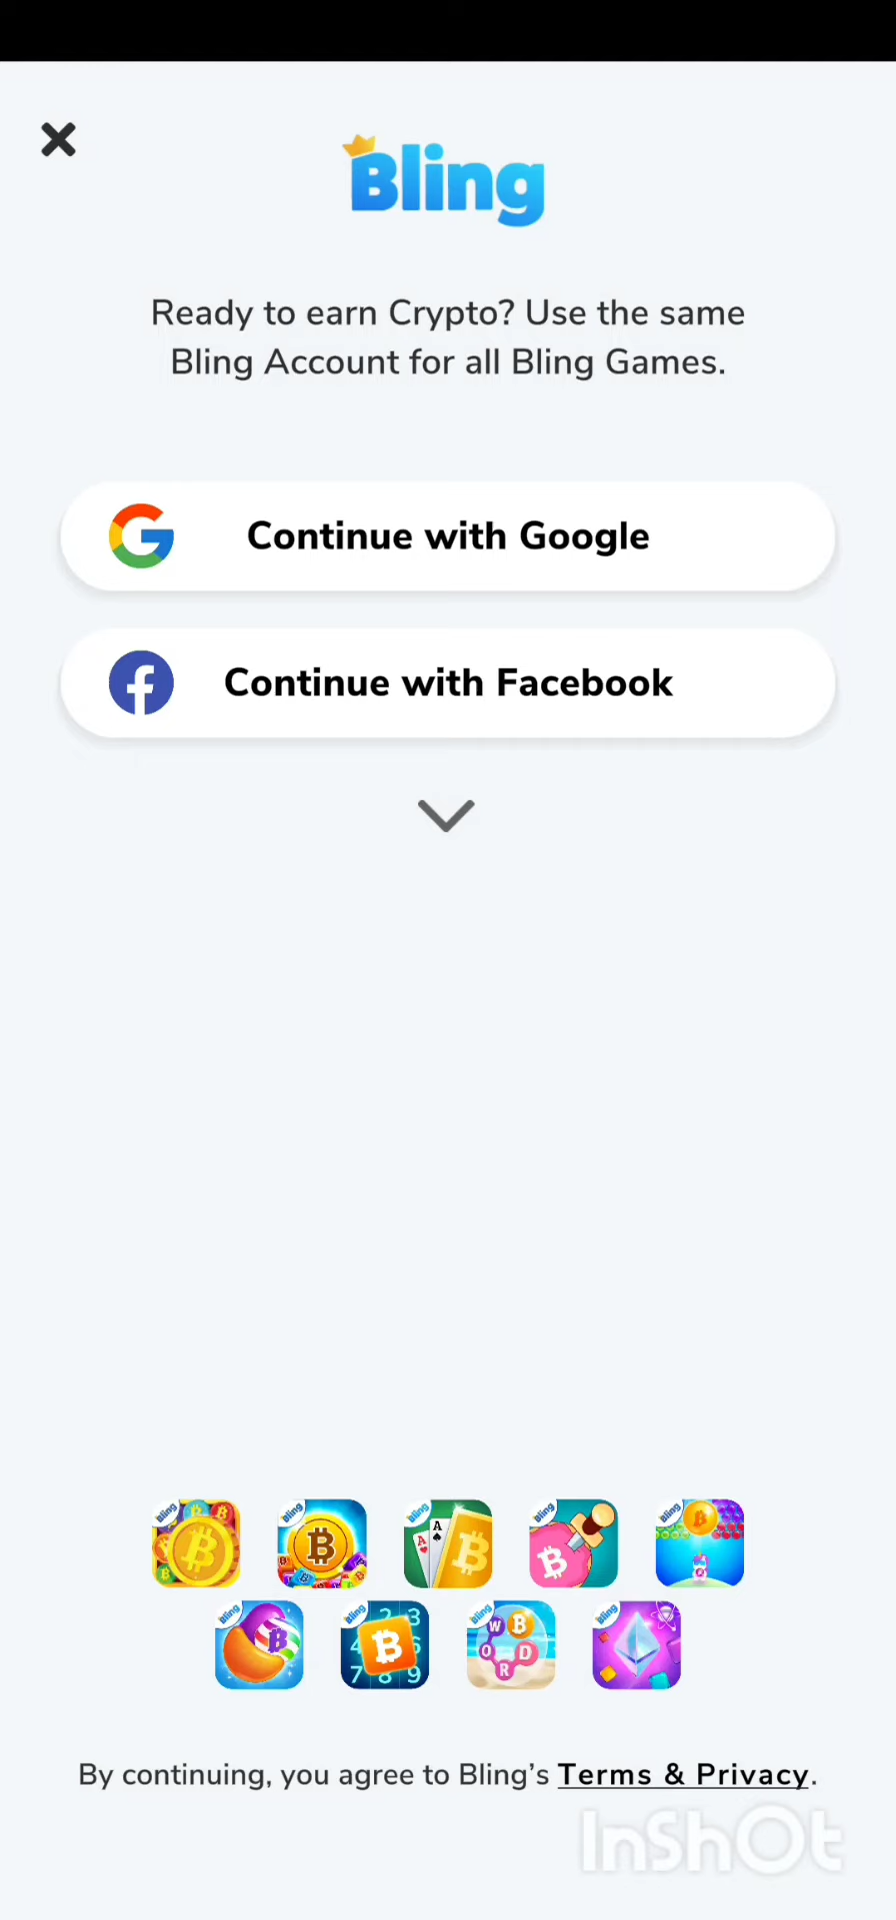 Bling
Ready to earn Crypto? Use the same
Bling Account for all Bling Games.
Continue with Google
Continue with Facebook
By continuing, you agree to Bling's Terms & Privacy.
InShOt